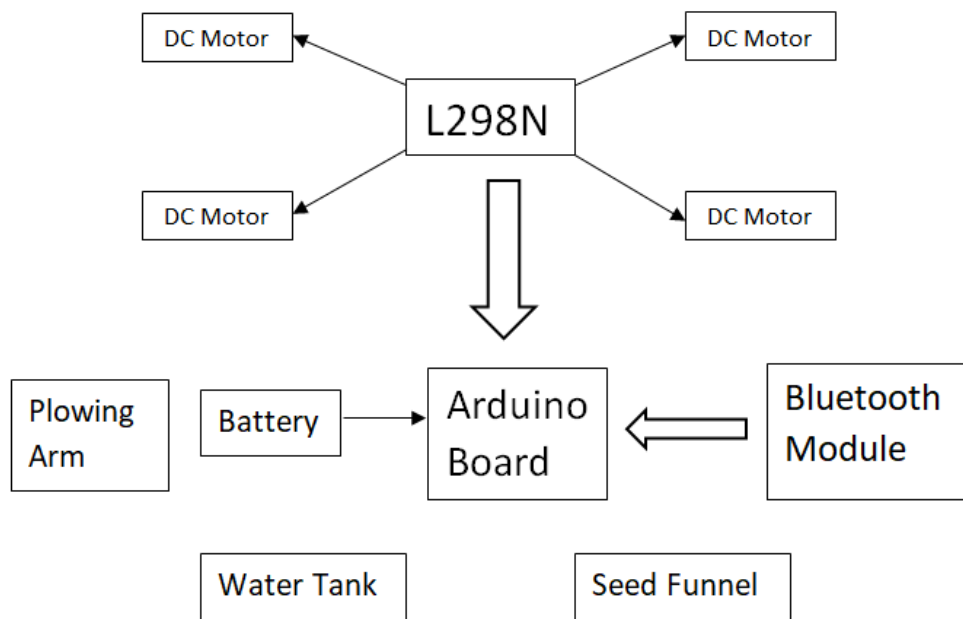 DC Motor
DC Motor
L298N
DC Motor
DC Motor
Plowing
Arm
Battery
Arduino
Board
Bluetooth
Module
Water Tank
Seed Funnel